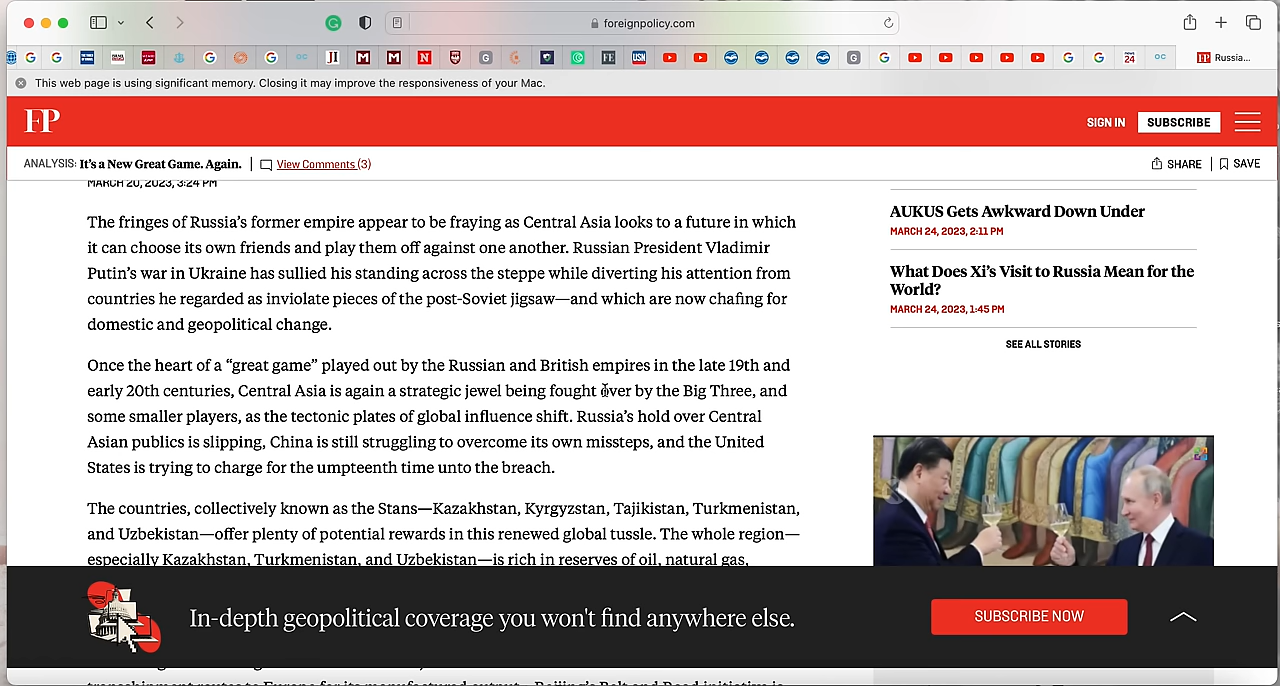 foreignpolicy.com
Russia...
This web page is using significant memory. Closing it may improve the responsiveness of your Mac.
FP
SIGN IN
SUBSCRIBE
ANALYSIS: It's a New Great Game. Again.
View Comments (3)
SHARE
SAVE
MARCH 20, 2023, 3:24 PM
The fringes of Russia's former empire appear to be fraying as Central Asia looks to a future in which
it can choose its own friends and play them off against one another. Russian President Vladimir
Putin's war in Ukraine has sullied his standing across the steppe while diverting his attention from
countries he regarded as inviolate pieces of the post-Soviet jigsaw—and which are now chafing for
domestic and geopolitical change.
Once the heart of a “great game” played out by the Russian and British empires in the late 19th and
early 20th centuries, Central Asia is again a strategic jewel being fought over by the Big Three, and
some smaller players, as the tectonic plates of global influence shift. Russia's hold over Central
Asian publics is slipping, China is still struggling to overcome its own missteps, and the United
States is trying to charge for the umpteenth time unto the breach.
The countries, collectively known as the Stans—Kazakhstan, Kyrgyzstan, Tajikistan, Turkmenistan,
and Uzbekistan—offer plenty of potential rewards in this renewed global tussle. The whole region—
especially Kazakhstan, Turkmenistan, and Uzbekistan—is rich in reserves of oil, natural gas,
AUKUS Gets Awkward Down Under
MARCH 24, 2023, 2:11 PM
What Does Xi's Visit to Russia Mean for the
World?
MARCH 24, 2023, 1:45 PM
SEE ALL STORIES
In-depth geopolitical coverage you won't find anywhere else.
SUBSCRIBE NOW